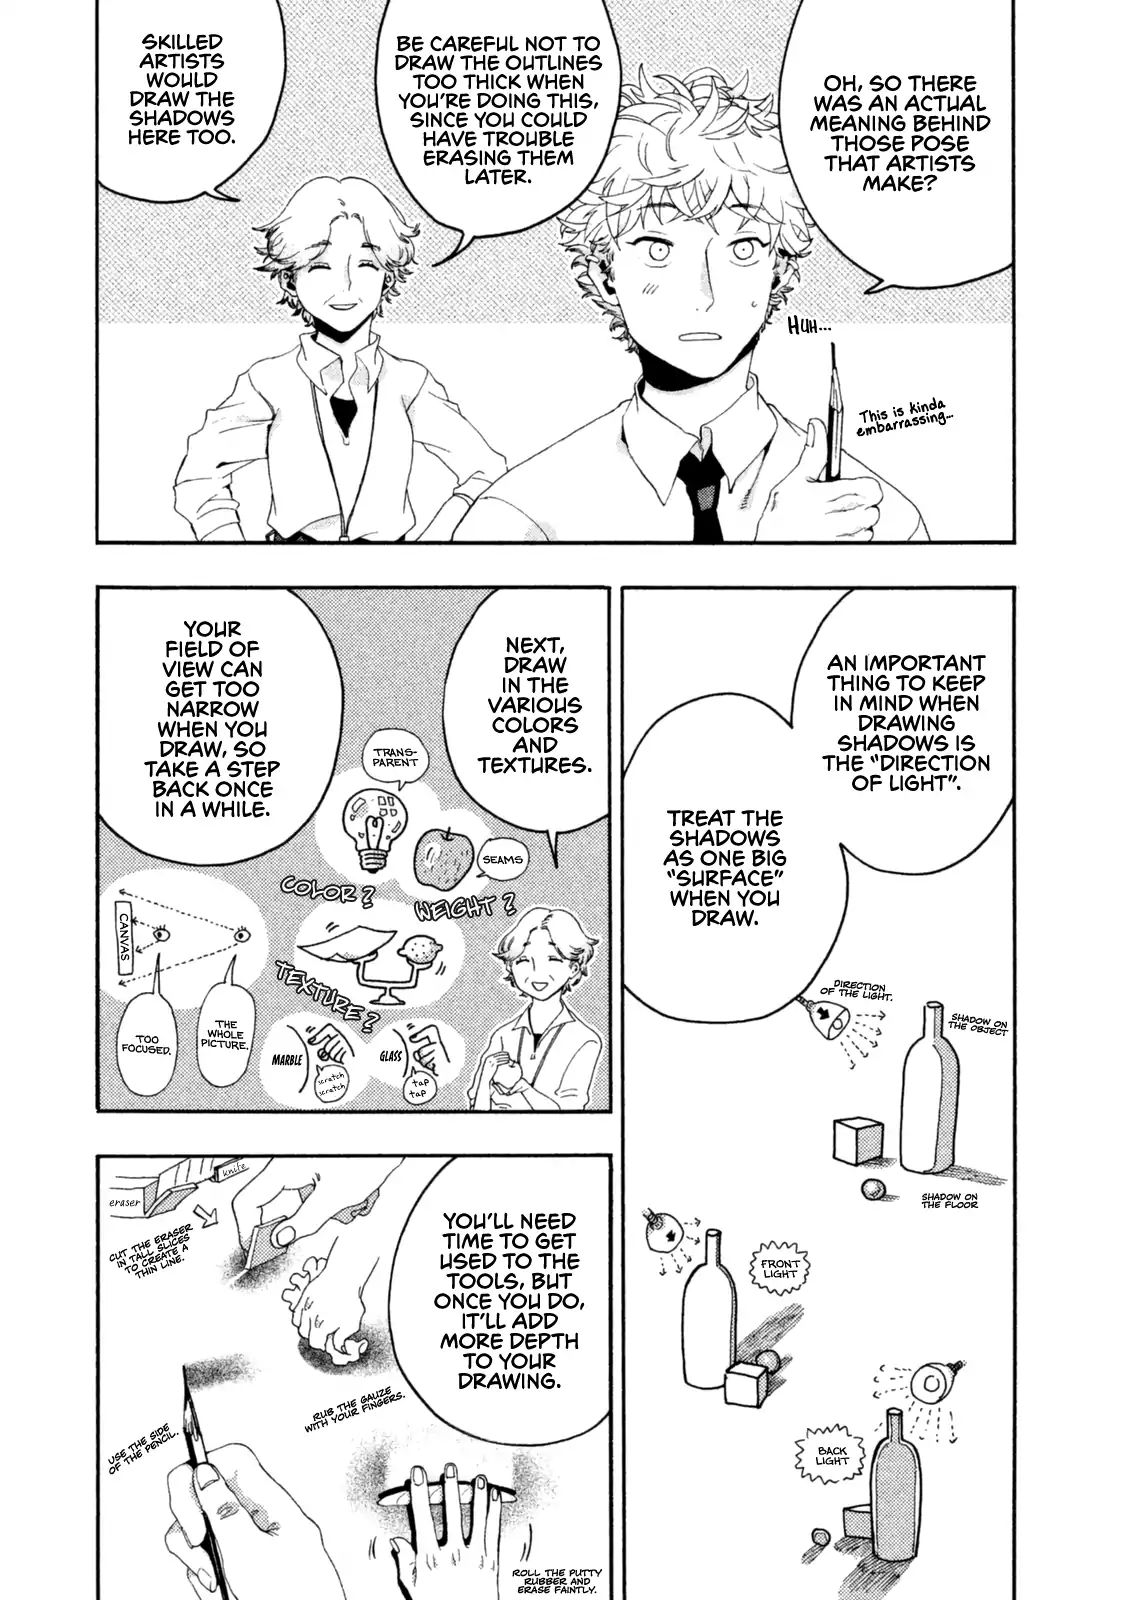 OH, SO THERE
WAS AN ACTUAL
MEANING BEHIND
THOSE POSE
THAT ARTISTS
MAKE?
HUH...
THIS IS KINDA
EMBARRASSING...
BE CAREFUL NOT TO
DRAW THE OUTLINES
TOO THICK WHEN
YOU'RE DOING THIS,
SINCE YOU COULD
HAVE TROUBLE
ERASING THEM
LATER.
SKILLED
ARTISTS
WOULD
DRAW THE
SHADOWS
HERE TOO.
AN IMPORTANT
THING TO KEEP
IN MIND WHEN
DRAWING
SHADOWS IS
THE "DIRECTION
OF LIGHT".
TREAT THE
SHADOWS
AS ONE BIG
"SURFACE"
WHEN YOU
DRAW.
DIRECTION
OF THE LIGHT.
SHADOW ON
THE OBJECT
SHADOW ON
THE FLOOR
FRONT
LIGHT
BACK
LIGHT
NEXT,
DRAW
IN THE
VARIOUS
COLORS
AND
TEXTURES.
TRANS-
PARENT
SEAMS
COLOR?
WEIGHT?
TEXTURE?
MARBLE
scratch
scratch
GLASS
tap
tap
YOUR
FIELD OF
VIEW CAN
GET TOO
NARROW
WHEN YOU
DRAW, SO
TAKE A STEP
BACK ONCE
IN A WHILE.
CANVAS
THE
WHOLE
PICTURE.
TOO
FOCUSED.
YOU'LL NEED
TIME TO GET
USED TO THE
TOOLS, BUT
ONCE YOU DO,
IT'LL ADD
MORE DEPTH
TO YOUR
DRAWING.
knife
eraser
CUT THE ERASER
IN TALL SLICES
TO CREATE A
THIN LINE.
RUB THE GAUZE
WITH YOUR FINGERS.
USE THE SIDE
OF THE PENCIL.
ROLL THE PUTTY
RUBBER AND
ERASE FAINTLY.